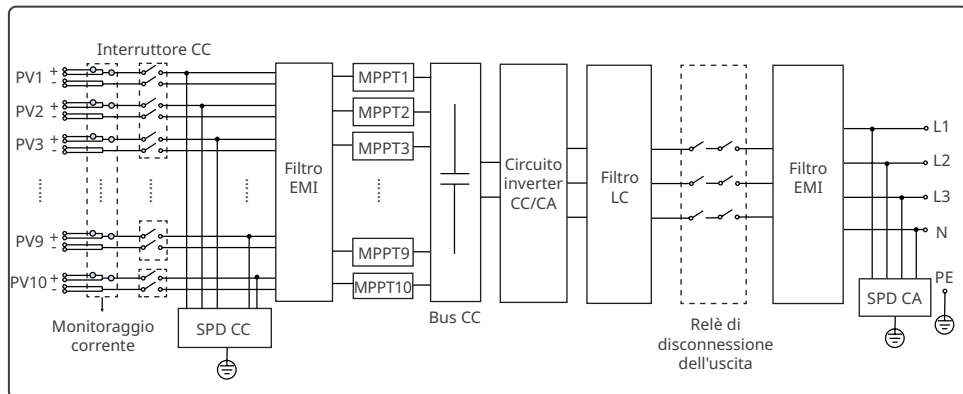 Interruttore CC
PV1 + -
PV2 + -
PV3 + -
PV9 + -
PV10 + -
Monitoraggio
corrente
SPD CC
Filtro
EMI
MPPT1
MPPT2
MPPT3
MPPT9
MPPT10
Bus CC
Circuito
inverter
CC/CA
Filtro
LC
Relè di
disconnessione
dell'uscita
Filtro
EMI
L1
L2
L3
N
PE
SPD CA